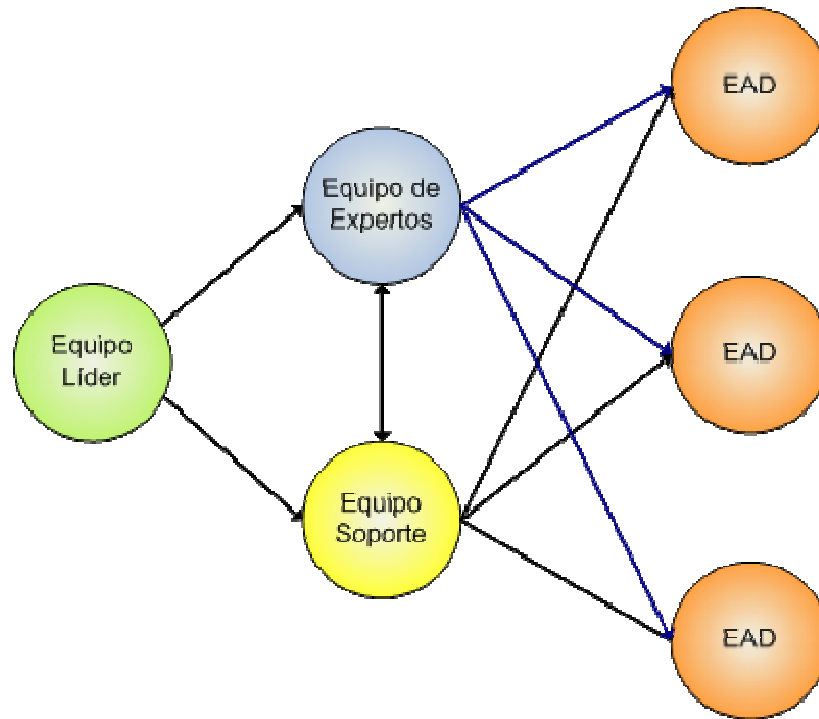 EAD
Equipo de
Expertos
Equipo
Líder
EAD
Equipo
Soporte
EAD